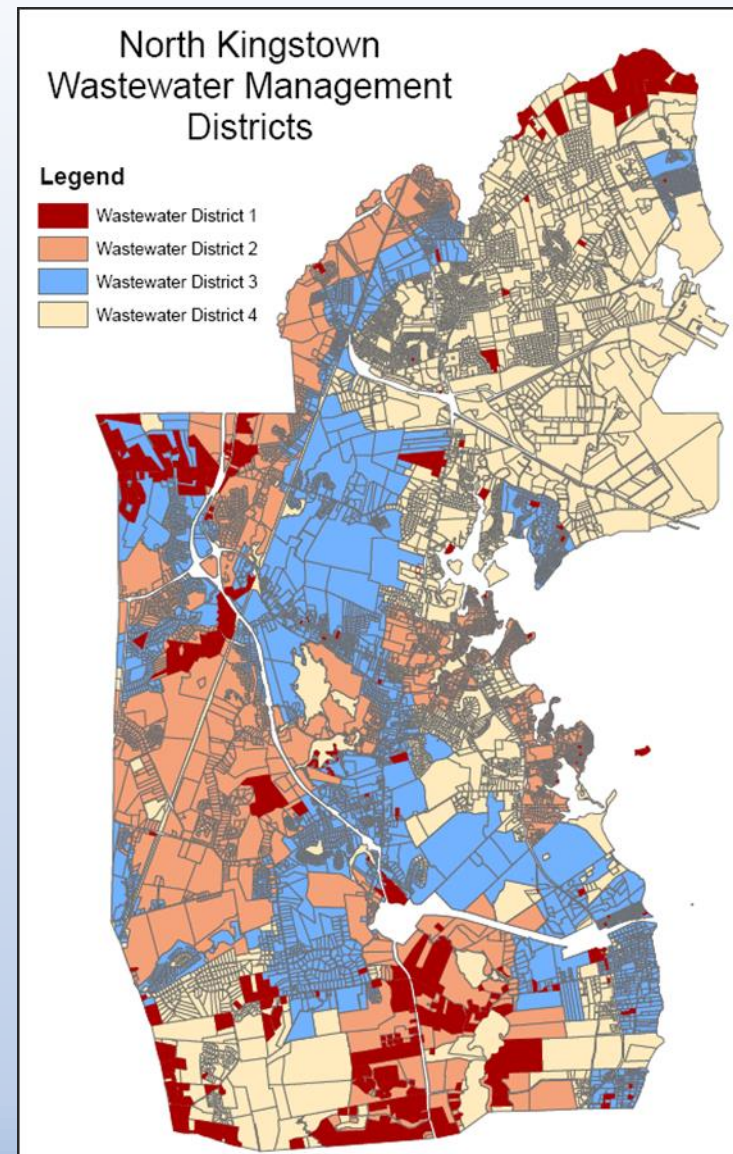 North Kingstown
Wastewater Management
Districts
Legend
Wastewater District 1
Wastewater District 2
Wastewater District 3
Wastewater District 4